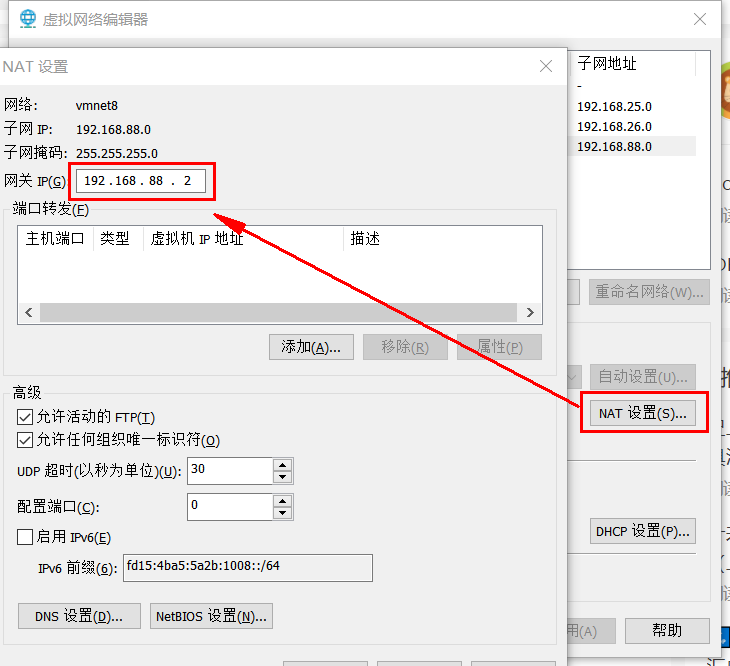 虚拟网络编辑器
NAT 设置
网络: vmnet8
子网 IP: 192.168.88.0
子网掩码: 255.255.255.0
网关 IP(G) 192.168.88.2
端口转发(F)
主机端口 类型 虚拟机 IP 地址 描述
添加(A)... 移除(R) 属性(P)
高级
允许活动的 FTP(T)
允许任何组织唯一标识符(O)
UDP 超时(以秒为单位)(U): 30
配置端口(C): 0
启用 IPv6(E)
IPv6 前缀(6): fd15:4ba5:5a2b:1008::/64
DNS 设置(D)... NetBIOS 设置(N)...
子网地址
-
192.168.25.0
192.168.26.0
192.168.88.0
重命名网络(W)...
自动设置(U)...
NAT 设置(S)...
DHCP 设置(P)...
用(A) 帮助